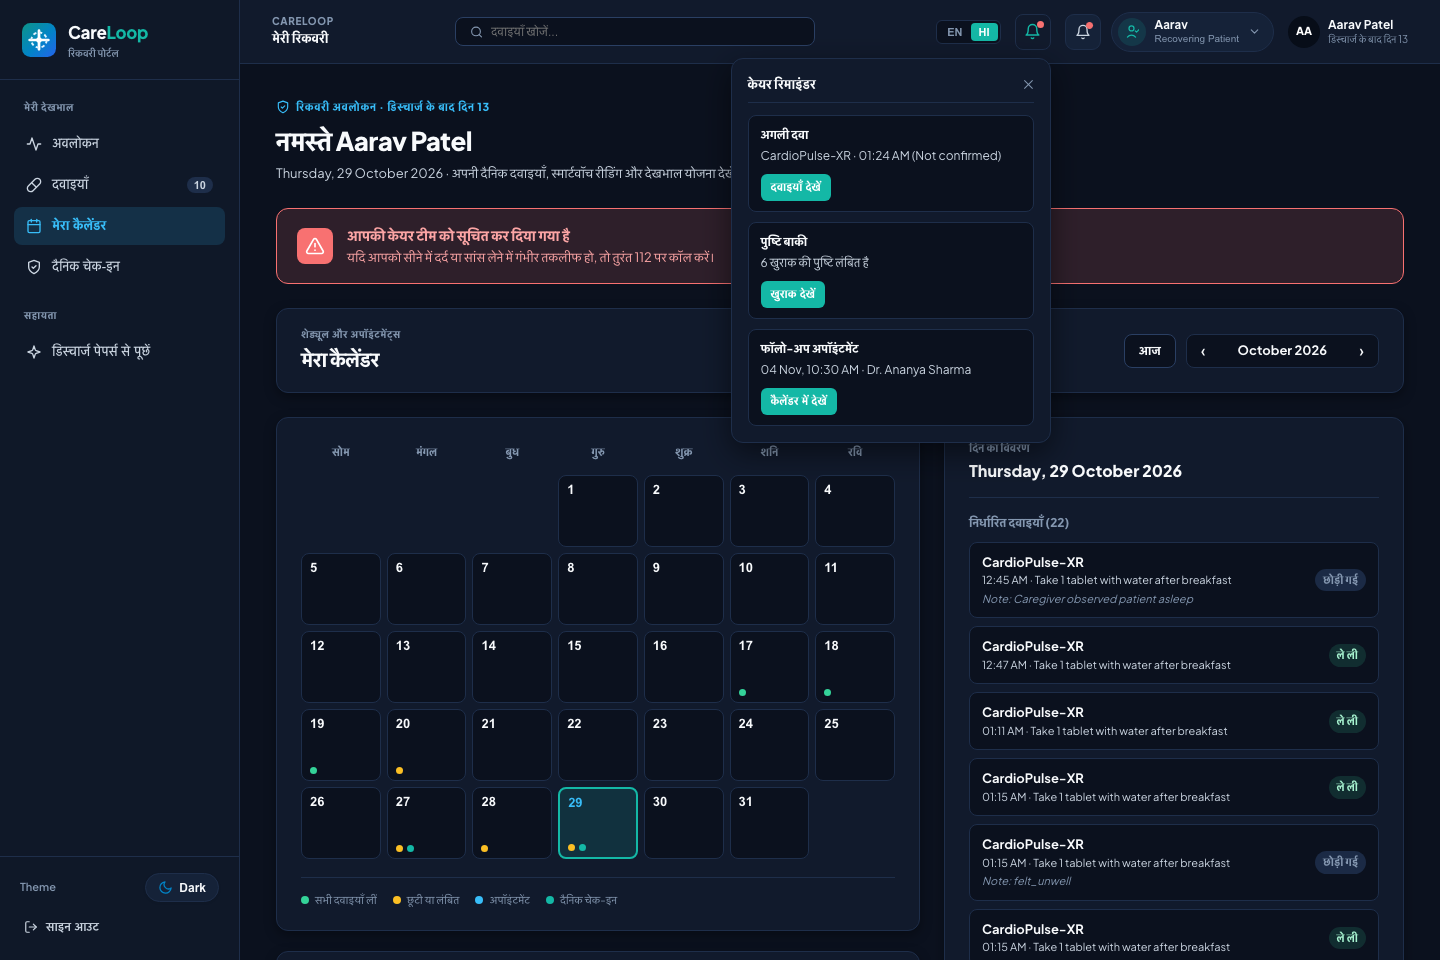 CareLoop
रिकवरी पोर्टल
मेरी देखभाल
अवलोकन
दवाइयाँ
10
मेरा कैलेंडर
दैनिक चेक-इन
सहायता
डिस्चार्ज पेपर्स से पूछें
Theme
Dark
साइन आउट
CARELOOP
मेरी रिकवरी
दवाइयाँ खोजें...
EN
HI
Aarav
Recovering Patient
AA
Aarav Patel
डिस्चार्ज के बाद दिन 13
रिकवरी अवलोकन · डिस्चार्ज के बाद दिन 13
नमस्ते Aarav Patel
Thursday, 29 October 2026 · अपनी दैनिक दवाइयाँ, स्मार्टवॉच रीडिंग और देखभाल योजना
आपकी केयर टीम को सूचित कर दिया गया है
यदि आपको सीने में दर्द या सांस लेने में गंभीर तकलीफ हो, तो तुरंत 112 पर कॉल करें।
केयर रिमाइंडर
अगली दवा
CardioPulse-XR · 01:24 AM (Not confirmed)
दवाइयाँ देखें
पुष्टि बाकी
6 खुराक की पुष्टि लंबित है
खुराक देखें
फॉलो-अप अपॉइंटमेंट
04 Nov, 10:30 AM · Dr. Ananya Sharma
कैलेंडर में देखें
शेड्यूल और अपॉइंटमेंट्स
मेरा कैलेंडर
आज
‹ October 2026 ›
सोम मंगल बुध गुरु शुक्र शनि रवि
1 2 3 4
5 6 7 8 9 10 11
12 13 14 15 16 17 18
19 20 21 22 23 24 25
26 27 28 29 30 31
सभी दवाइयाँ लीं
छूटी या लंबित
अपॉइंटमेंट
दैनिक चेक-इन
दिन का विवरण
Thursday, 29 October 2026
निर्धारित दवाइयाँ (22)
CardioPulse-XR
12:45 AM · Take 1 tablet with water after breakfast
Note: Caregiver observed patient asleep
छोड़ी गई
CardioPulse-XR
12:47 AM · Take 1 tablet with water after breakfast
ले ली
CardioPulse-XR
01:11 AM · Take 1 tablet with water after breakfast
ले ली
CardioPulse-XR
01:15 AM · Take 1 tablet with water after breakfast
ले ली
CardioPulse-XR
01:15 AM · Take 1 tablet with water after breakfast
Note: felt_unwell
छोड़ी गई
CardioPulse-XR
01:15 AM · Take 1 tablet with water after breakfast
ले ली